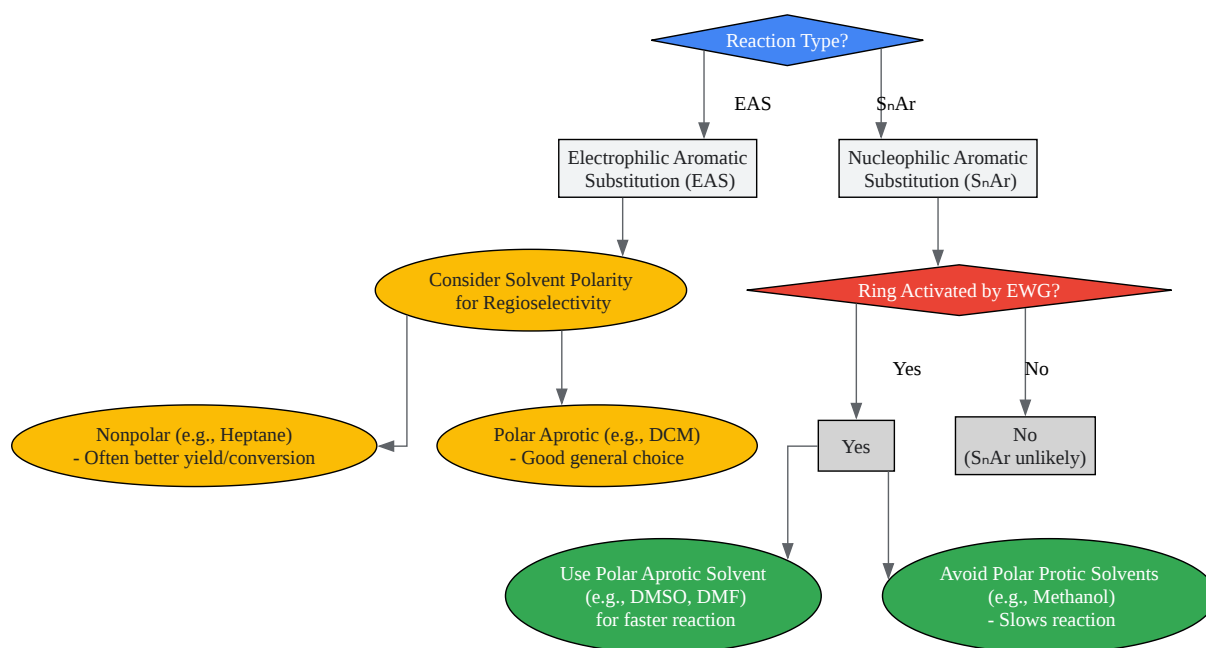 Reaction Type?
EAS
SₙAr
Electrophilic Aromatic
Substitution (EAS)
Nucleophilic Aromatic
Substitution (SₙAr)
Consider Solvent Polarity
for Regioselectivity
Ring Activated by EWG?
Yes
No
Nonpolar (e.g., Heptane)
- Often better yield/conversion
Polar Aprotic (e.g., DCM)
- Good general choice
Yes
No
(SₙAr unlikely)
Use Polar Aprotic Solvent
(e.g., DMSO, DMF)
for faster reaction
Avoid Polar Protic Solvents
(e.g., Methanol)
- Slows reaction